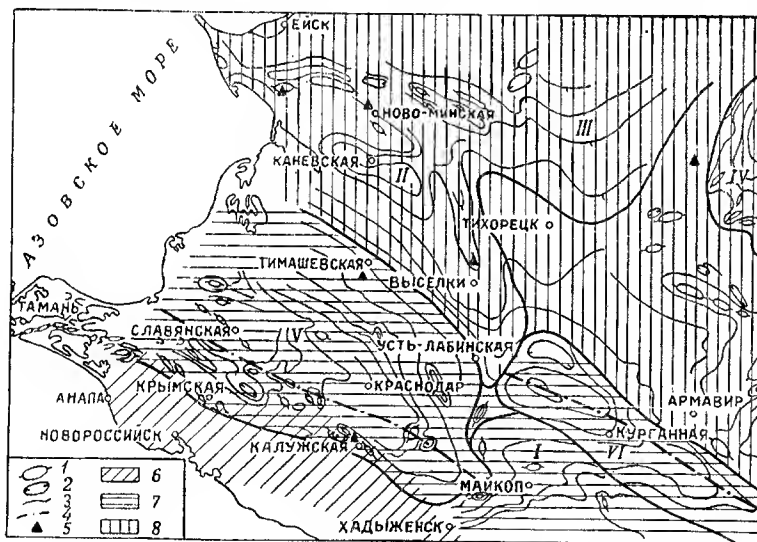 ЕЙСК
АЗОВСКОЕ МОРЕ
НОВО-МИНСКАЯ
III
КАНЕВСКАЯ
II
IV
ТИХОРЕЦК
ТИМАШЕВСКАЯ
ВЫСЕЛКИ
ТАМАНЬ
СЛАВЯНСКАЯ
V
УСТЬ-ЛАБИНСКАЯ
КРЫМСКАЯ
КРАСНОДАР
АРМАВИР
АНАПА
КУРГАННАЯ
НОВОРОССИЙСК
КАЛУЖСКАЯ
I
VI
МАЙКОП
ХАДЫЖЕНСК
1
2
3
4
5
6
7
8